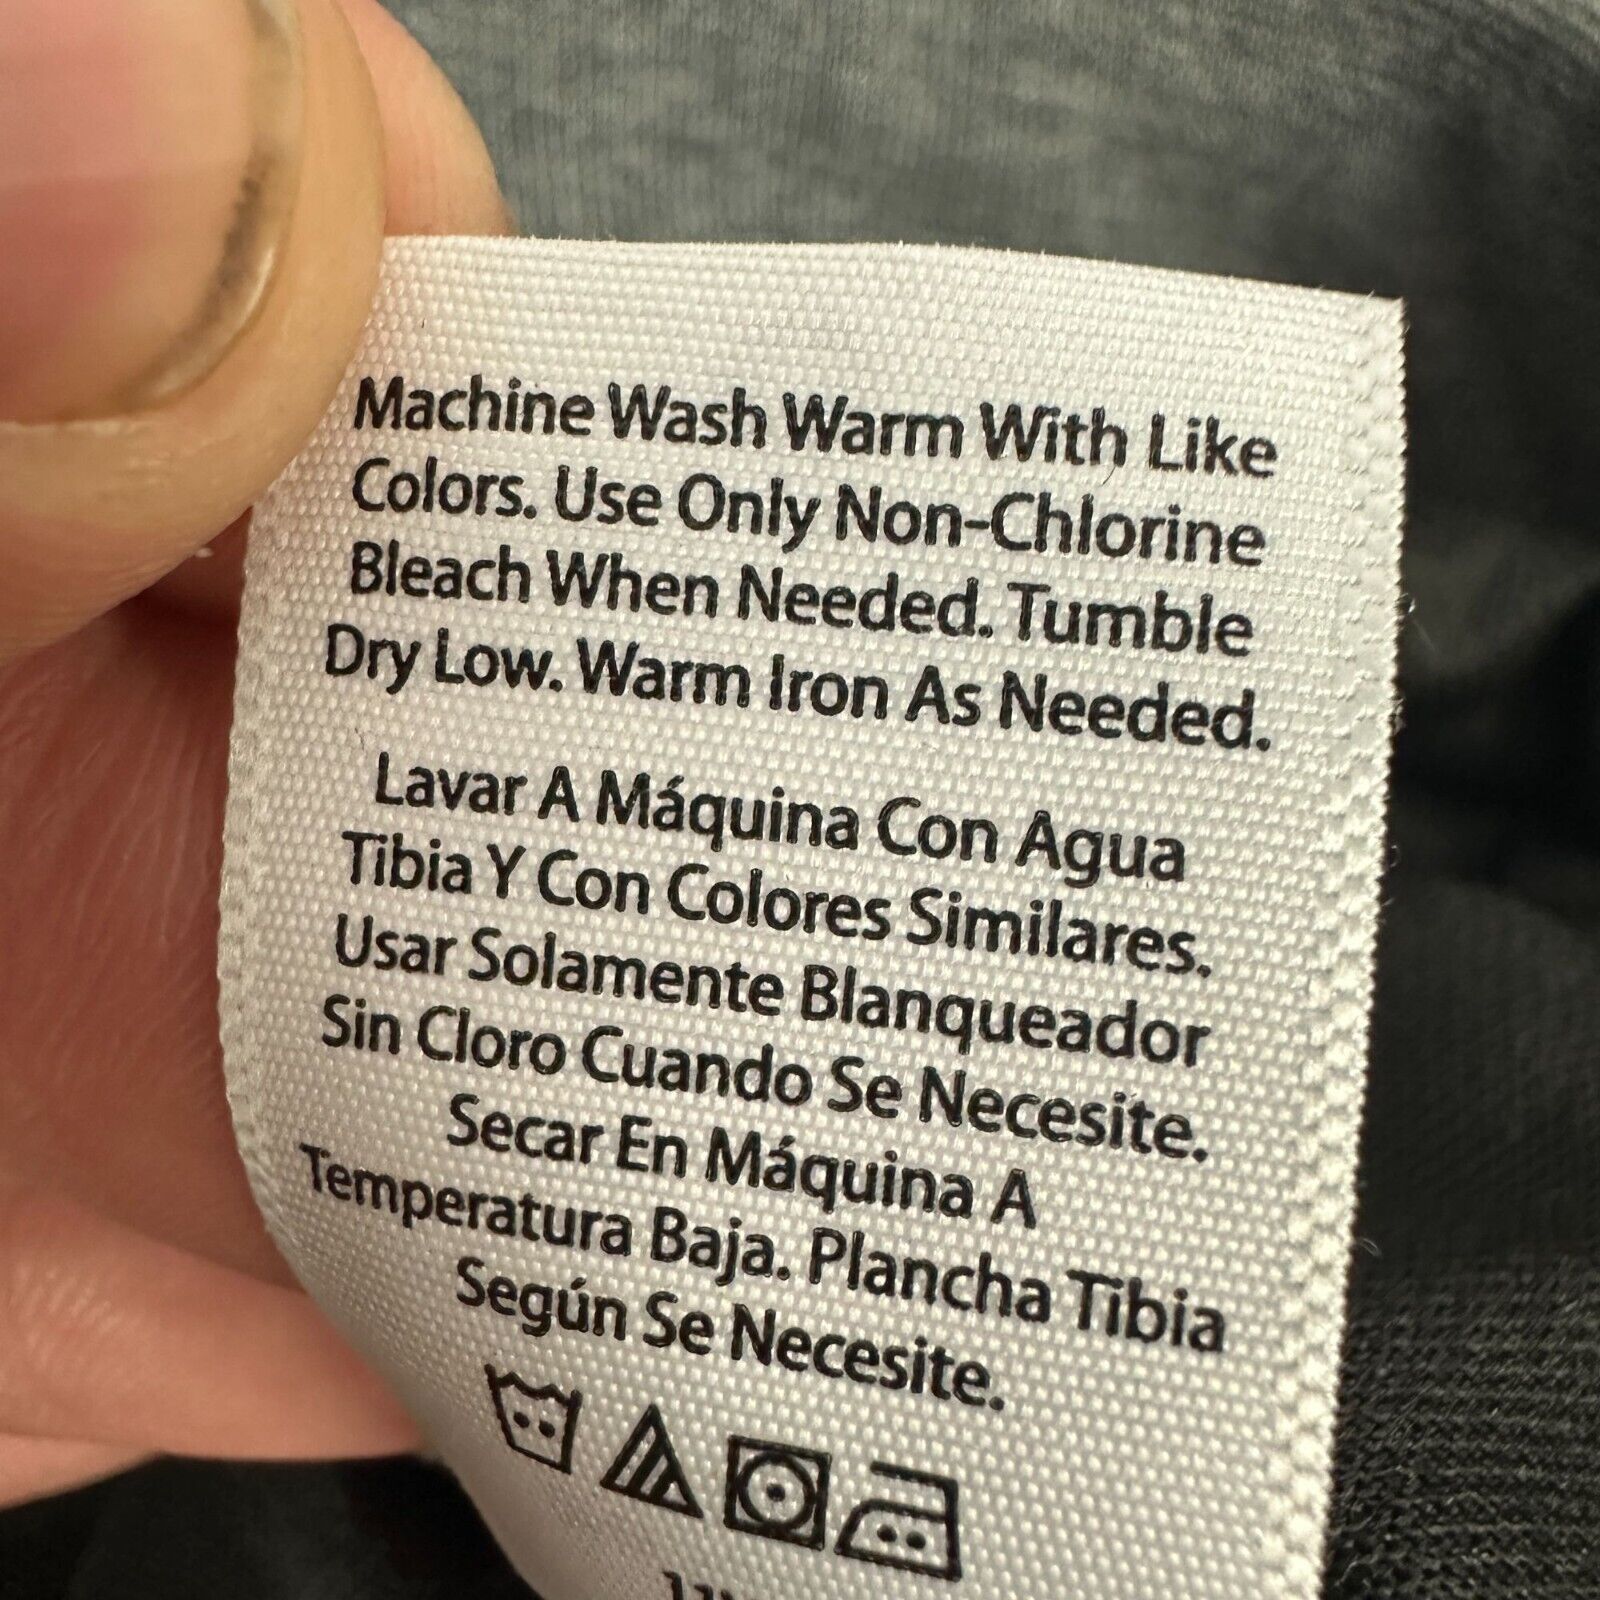 Machine Wash Warm With Like
Colors. Use Only Non-Chlorine
Bleach When Needed. Tumble
Dry Low. Warm Iron As Needed.
Lavar A Máquina Con Agua
Tibia Y Con Colores Similares.
Usar Solamente Blanqueador
Sin Cloro Cuando Se Necesite.
Secar En Máquina A
Temperatura Baja. Plancha Tibia
Según Se Necesite.